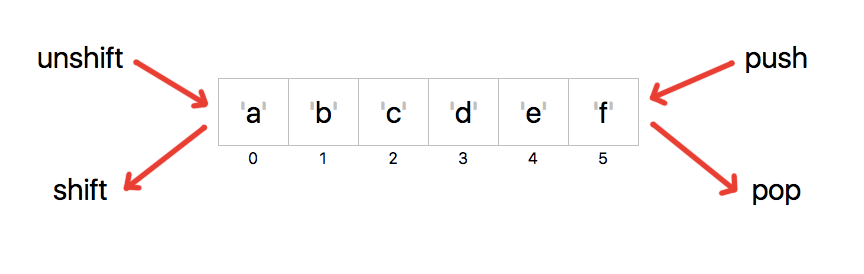 unshift
push
'a' 'b' 'c' 'd' 'e' 'f'
0 1 2 3 4 5
shift
pop